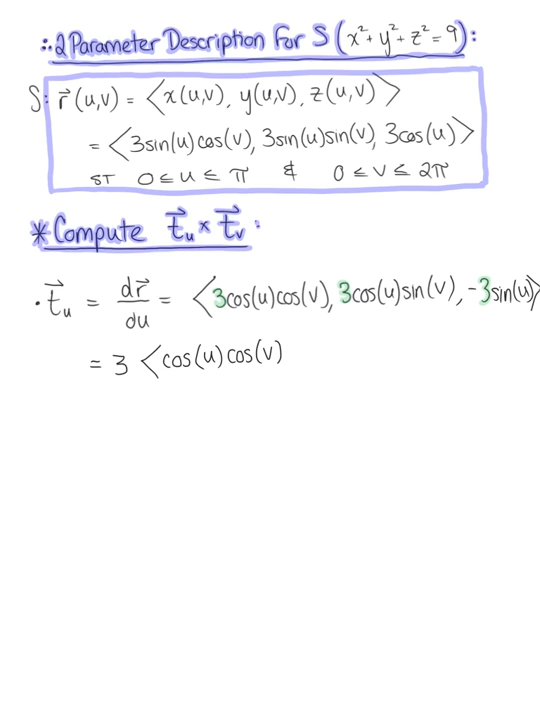 ∴ 2 Parameter Description For S (x² + y² + z² = 9):
S: r⃗(u,v) = ⟨x(u,v), y(u,v), z(u,v)⟩
= ⟨3sin(u)cos(v), 3sin(u)sin(v), 3cos(u)⟩
ST 0 ≤ u ≤ π & 0 ≤ v ≤ 2π
* Compute t⃗ᵤ × t⃗ᵥ:
· t⃗ᵤ = dr⃗/du = ⟨3cos(u)cos(v), 3cos(u)sin(v), -3sin(u)⟩
= 3 ⟨cos(u)cos(v)